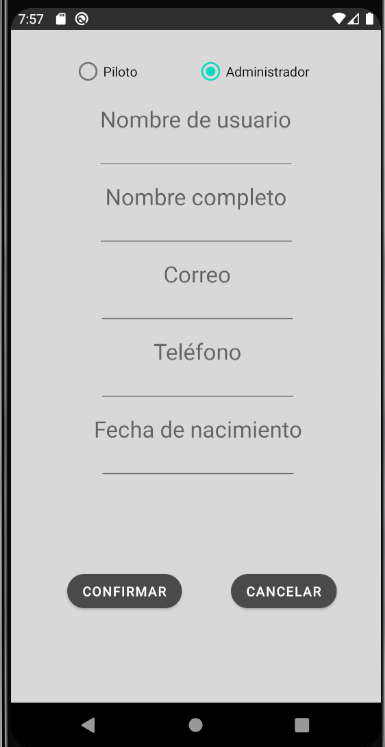 7:57
Piloto
Administrador
Nombre de usuario
Nombre completo
Correo
Teléfono
Fecha de nacimiento
CONFIRMAR
CANCELAR